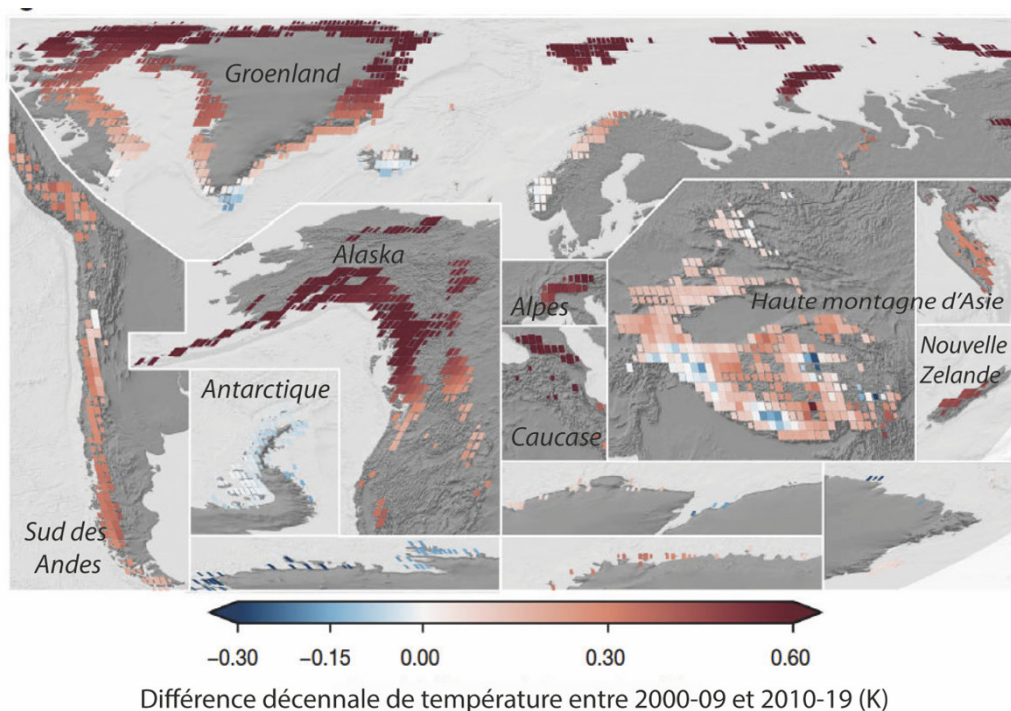 Groenland
Alaska
Alpes
Haute montagne d'Asie
Antarctique
Nouvelle
Zelande
Caucase
Sud des
Andes
−0.30 −0.15 0.00 0.30 0.60
Différence décennale de température entre 2000-09 et 2010-19 (K)